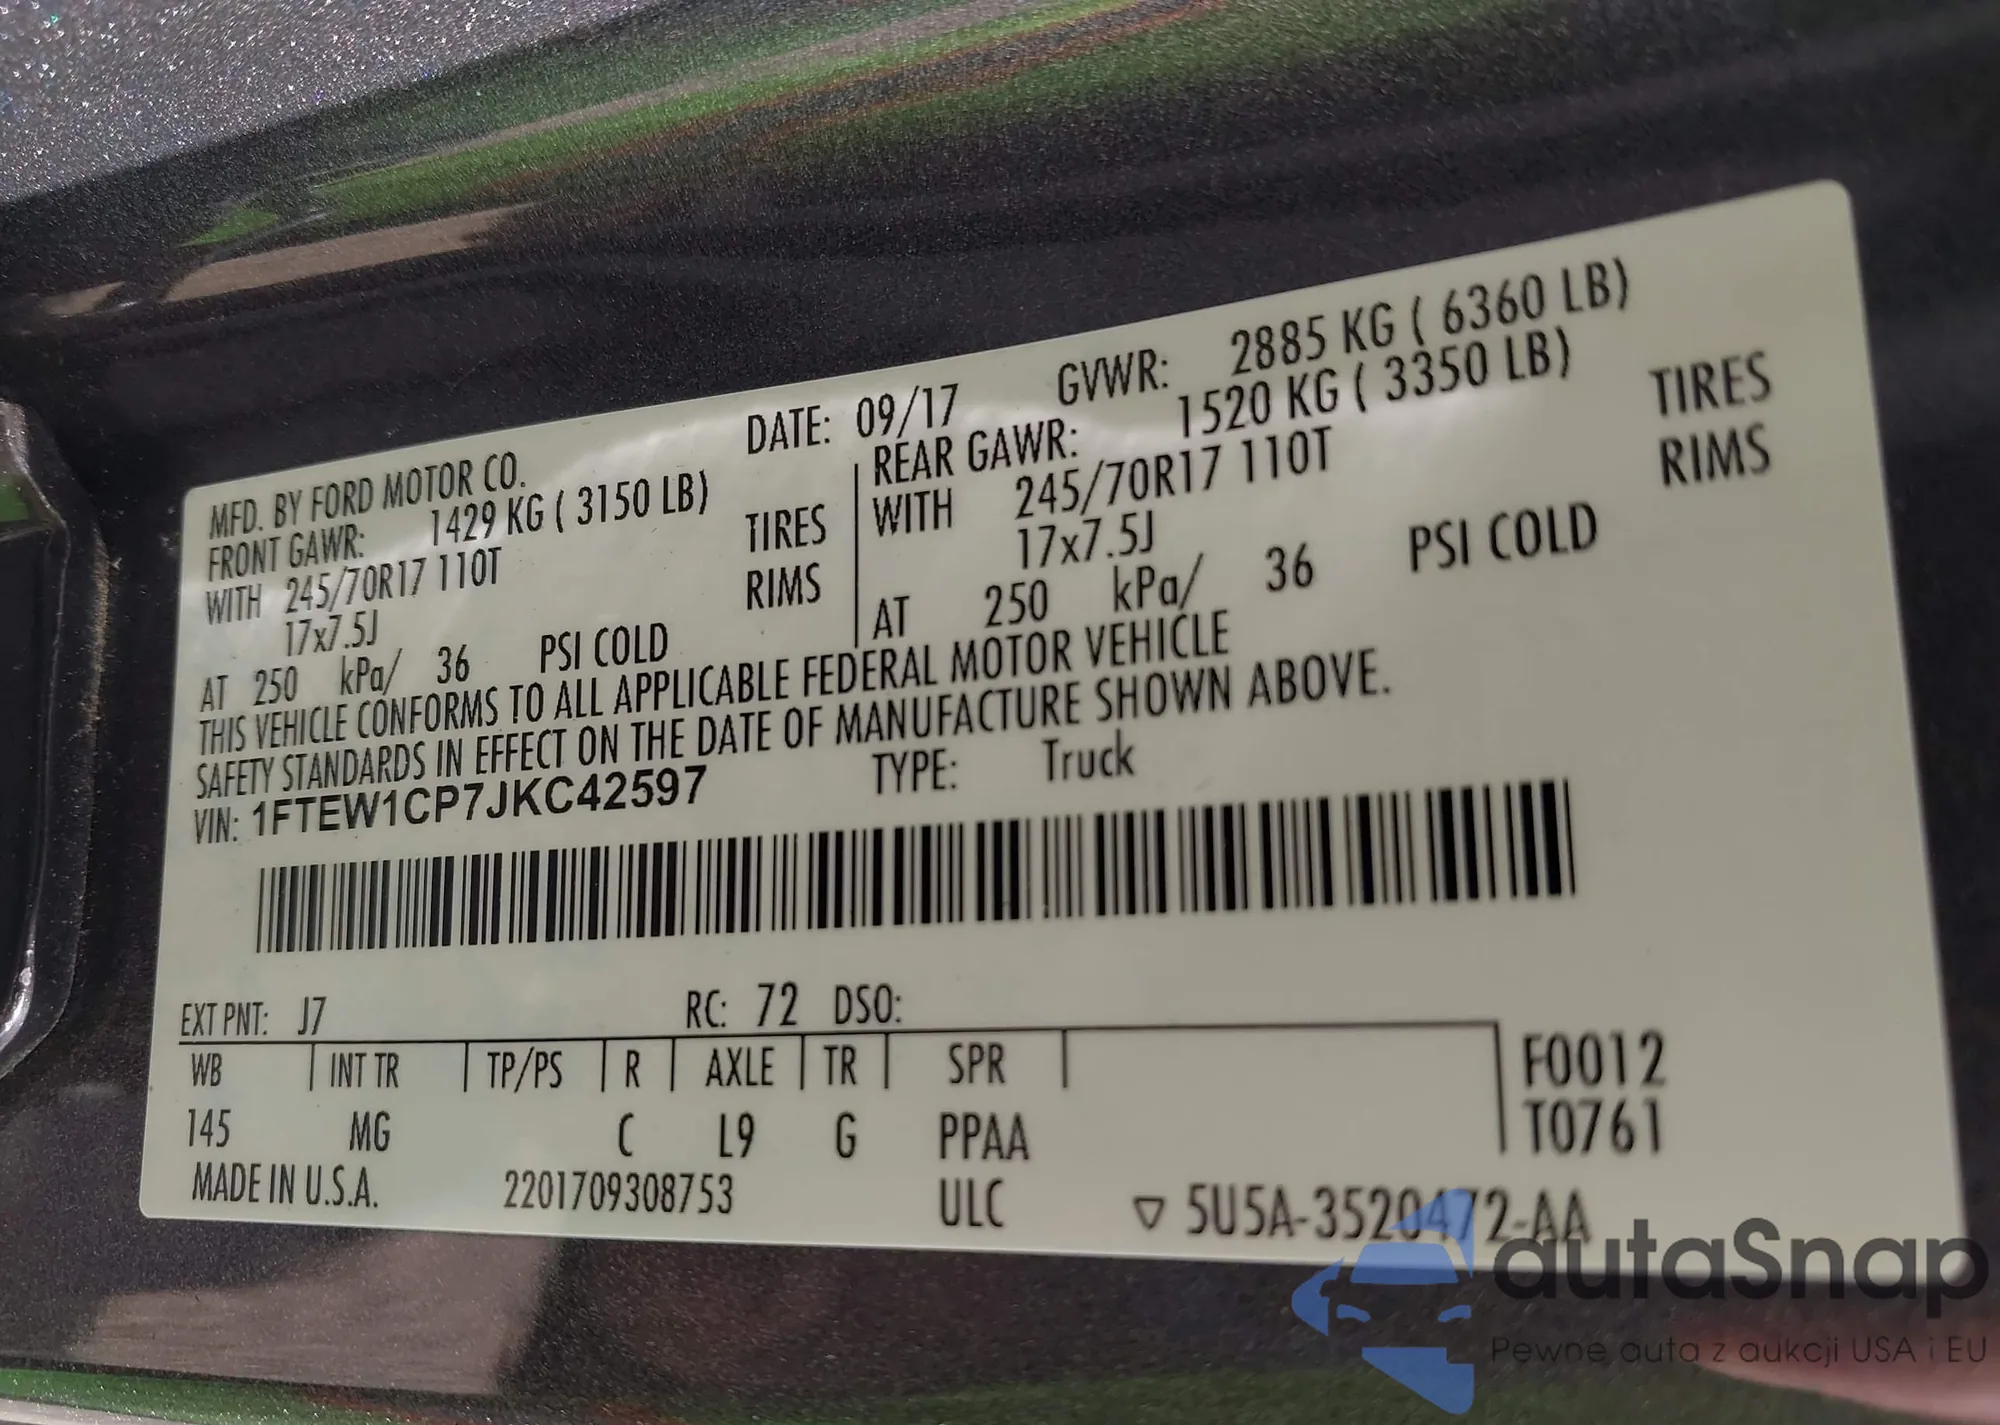 MFD. BY FORD MOTOR CO. DATE: 09/17 GVWR: 2885 KG ( 6360 LB)
FRONT GAWR: 1429 KG ( 3150 LB)
WITH 245/70R17 110T TIRES
17x7.5J RIMS
AT 250 kPa/ 36 PSI COLD
REAR GAWR: 1520 KG ( 3350 LB)
WITH 245/70R17 110T TIRES
17x7.5J RIMS
AT 250 kPa/ 36 PSI COLD
THIS VEHICLE CONFORMS TO ALL APPLICABLE FEDERAL MOTOR VEHICLE
SAFETY STANDARDS IN EFFECT ON THE DATE OF MANUFACTURE SHOWN ABOVE.
VIN: 1FTEW1CP7JKC42597 TYPE: Truck
EXT PNT: J7 RC: 72 DSO:
WB INT TR TP/PS R AXLE TR SPR F0012
145 MG C L9 G PPAA T0761
MADE IN U.S.A. 2201709308753 ULC ▽ 5U5A-3520472-AA
autaSnap
Pewne auta z aukcji USA i EU